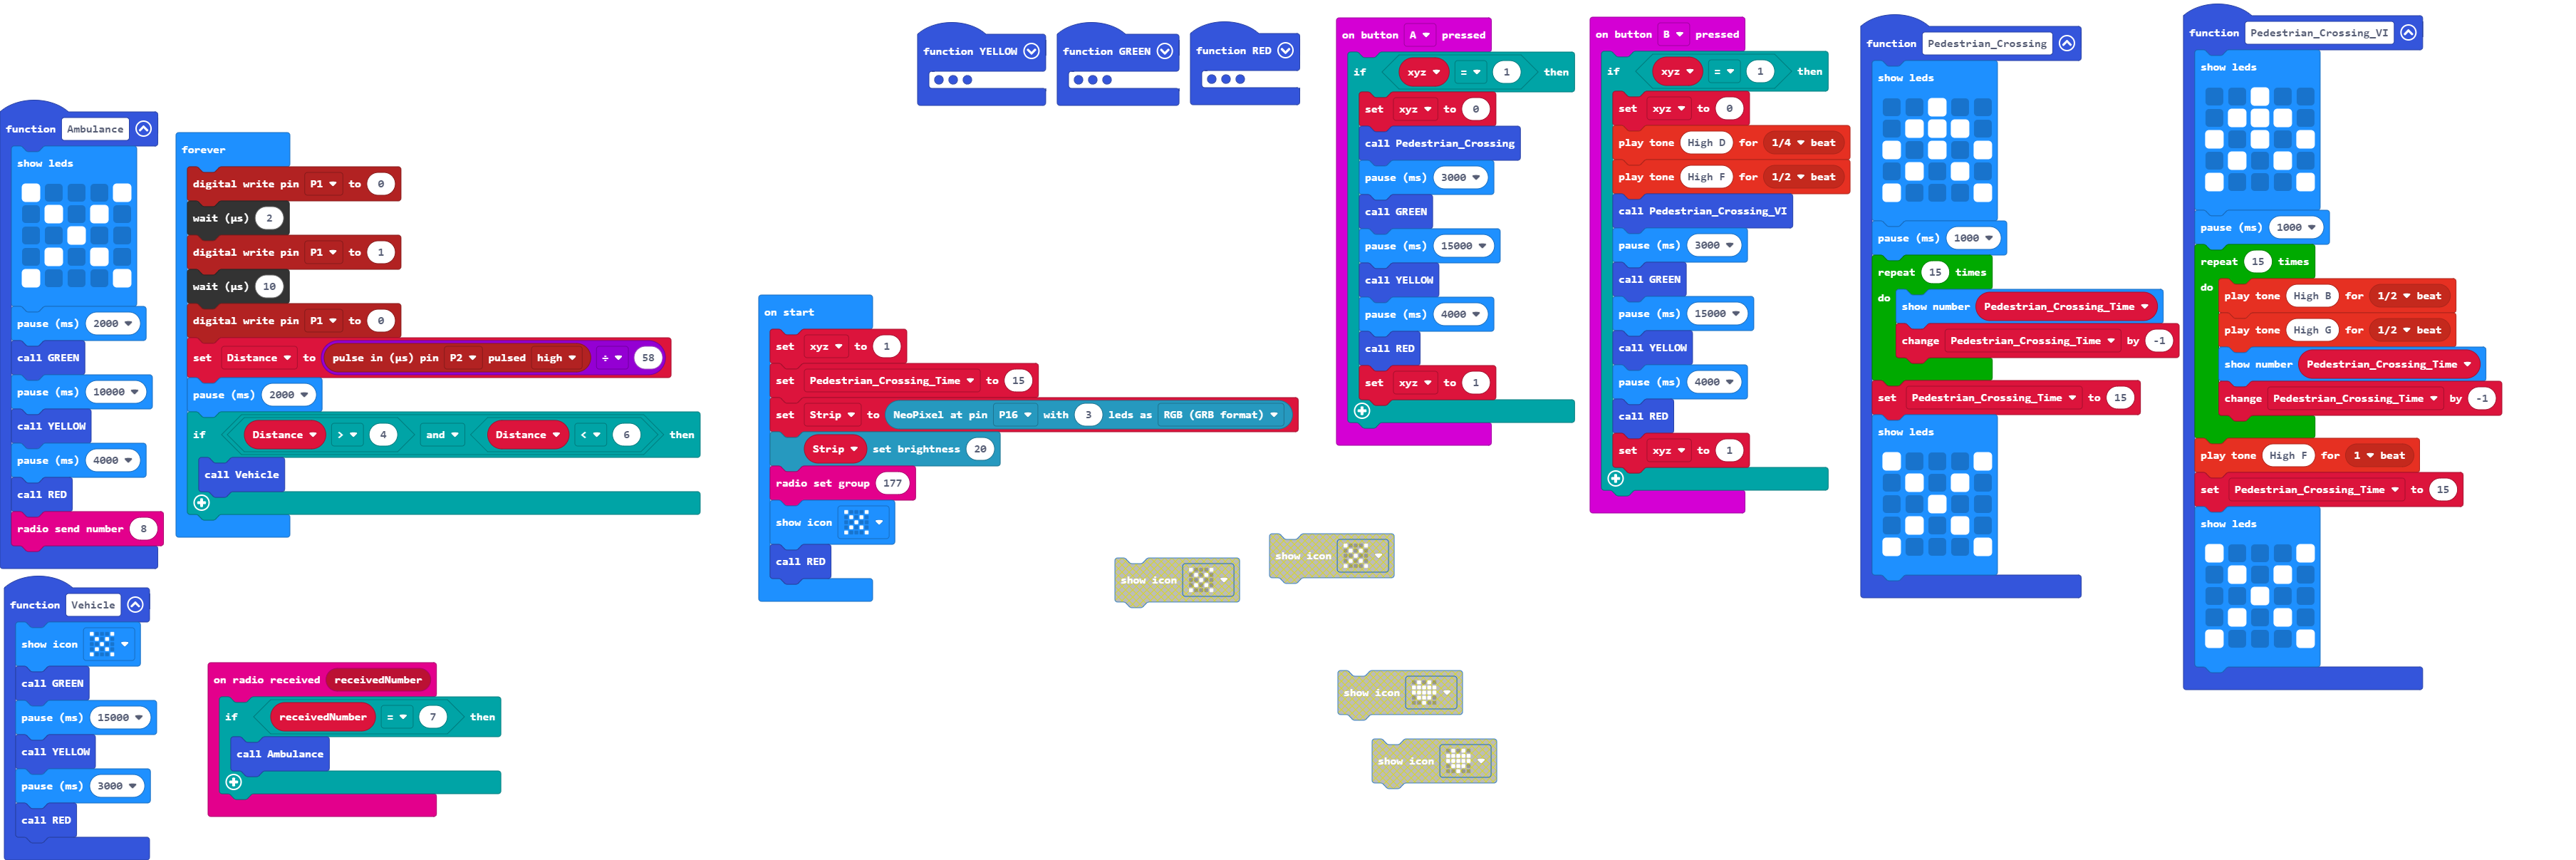 function Ambulance
show leds
pause (ms) 2000
call GREEN
pause (ms) 10000
call YELLOW
pause (ms) 4000
call RED
radio send number 8
function Vehicle
show icon
call GREEN
pause (ms) 15000
call YELLOW
pause (ms) 3000
call RED
forever
digital write pin P1 to 0
wait (µs) 2
digital write pin P1 to 1
wait (µs) 10
digital write pin P1 to 0
set Distance to pulse in (µs) pin P2 pulsed high ÷ 58
pause (ms) 2000
if Distance > 4 and Distance < 6 then
call Vehicle
on radio received receivedNumber
if receivedNumber = 7 then
call Ambulance
on start
set xyz to 1
set Pedestrian_Crossing_Time to 15
set Strip to NeoPixel at pin P16 with 3 leds as RGB (GRB format)
Strip set brightness 20
radio set group 177
show icon
call RED
function YELLOW
function GREEN
function RED
show icon
show icon
show icon
show icon
on button A pressed
if xyz = 1 then
set xyz to 0
call Pedestrian_Crossing
pause (ms) 3000
call GREEN
pause (ms) 15000
call YELLOW
pause (ms) 4000
call RED
set xyz to 1
on button B pressed
if xyz = 1 then
set xyz to 0
play tone High D for 1/4 beat
play tone High F for 1/2 beat
call Pedestrian_Crossing_VI
pause (ms) 3000
call GREEN
pause (ms) 15000
call YELLOW
pause (ms) 4000
call RED
set xyz to 1
function Pedestrian_Crossing
show leds
pause (ms) 1000
repeat 15 times
do
show number Pedestrian_Crossing_Time
change Pedestrian_Crossing_Time by -1
set Pedestrian_Crossing_Time to 15
show leds
function Pedestrian_Crossing_VI
show leds
pause (ms) 1000
repeat 15 times
do
play tone High B for 1/2 beat
play tone High G for 1/2 beat
show number Pedestrian_Crossing_Time
change Pedestrian_Crossing_Time by -1
play tone High F for 1 beat
set Pedestrian_Crossing_Time to 15
show leds